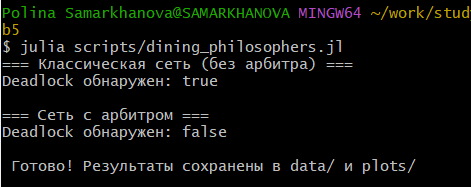 Polina Samarkhanova@SAMARKHANOVA MINGW64 ~/work/stud
b5)
$ julia scripts/dining_philosophers.jl
=== Классическая сеть (без арбитра) ===
Deadlock обнаружен: true
=== Сеть с арбитром ===
Deadlock обнаружен: false
Готово! Результаты сохранены в data/ и plots/